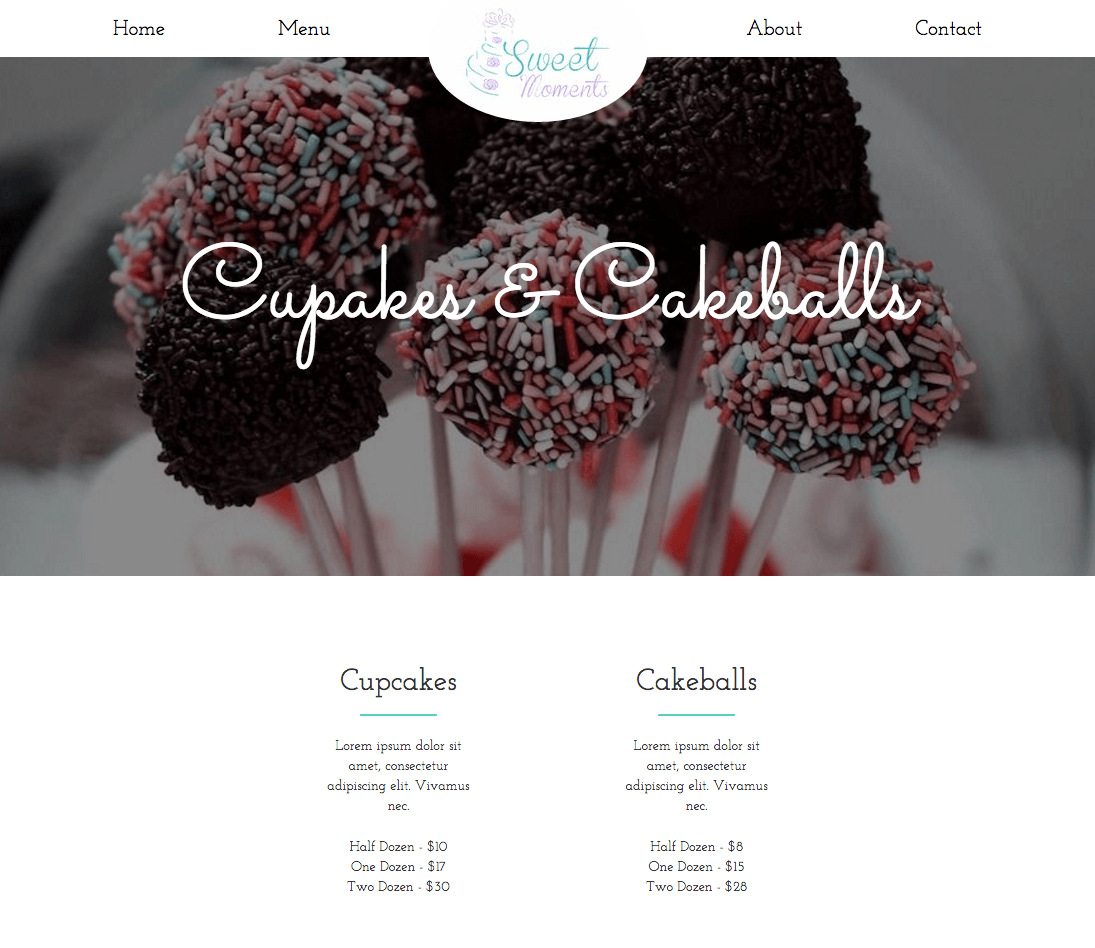 Home Menu About Contact
Sweet
Moments
Cupakes & Cakeballs
Cupcakes
Lorem ipsum dolor sit
amet, consectetur
adipiscing elit. Vivamus
nec.
Half Dozen - $10
One Dozen - $17
Two Dozen - $30
Cakeballs
Lorem ipsum dolor sit
amet, consectetur
adipiscing elit. Vivamus
nec.
Half Dozen - $8
One Dozen - $15
Two Dozen - $28